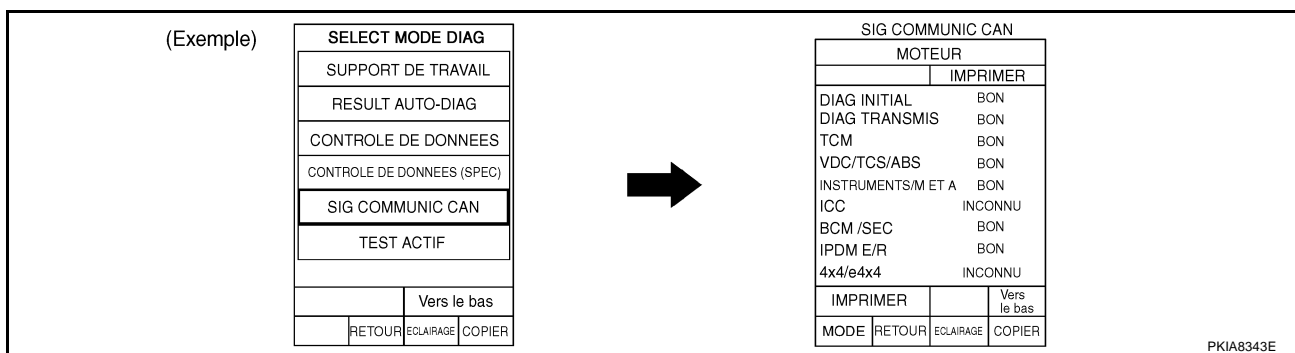 (Exemple)
SELECT MODE DIAG
SUPPORT DE TRAVAIL
RESULT AUTO-DIAG
CONTROLE DE DONNEES
CONTROLE DE DONNEES (SPEC)
SIG COMMUNIC CAN
TEST ACTIF
Vers le bas
RETOUR ECLAIRAGE COPIER
SIG COMMUNIC CAN
MOTEUR
IMPRIMER
DIAG INITIAL BON
DIAG TRANSMIS BON
TCM BON
VDC/TCS/ABS BON
INSTRUMENTS/M ET A BON
ICC INCONNU
BCM /SEC BON
IPDM E/R BON
4x4/e4x4 INCONNU
IMPRIMER Vers
le bas
MODE RETOUR ECLAIRAGE COPIER
PKIA8343E